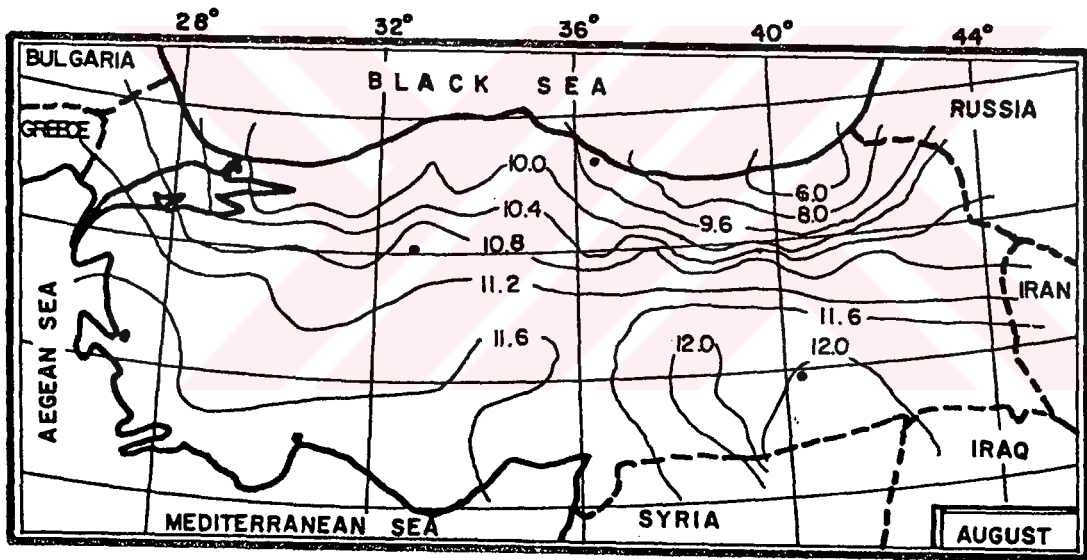 28° 32° 36° 40° 44°
BULGARIA
BLACK SEA
RUSSIA
GREECE
10.0
6.0
8.0
10.4
9.6
10.8
11.2
IRAN
11.6
11.6
12.0
12.0
AEGEAN SEA
IRAQ
MEDITERRANEAN SEA
SYRIA
AUGUST